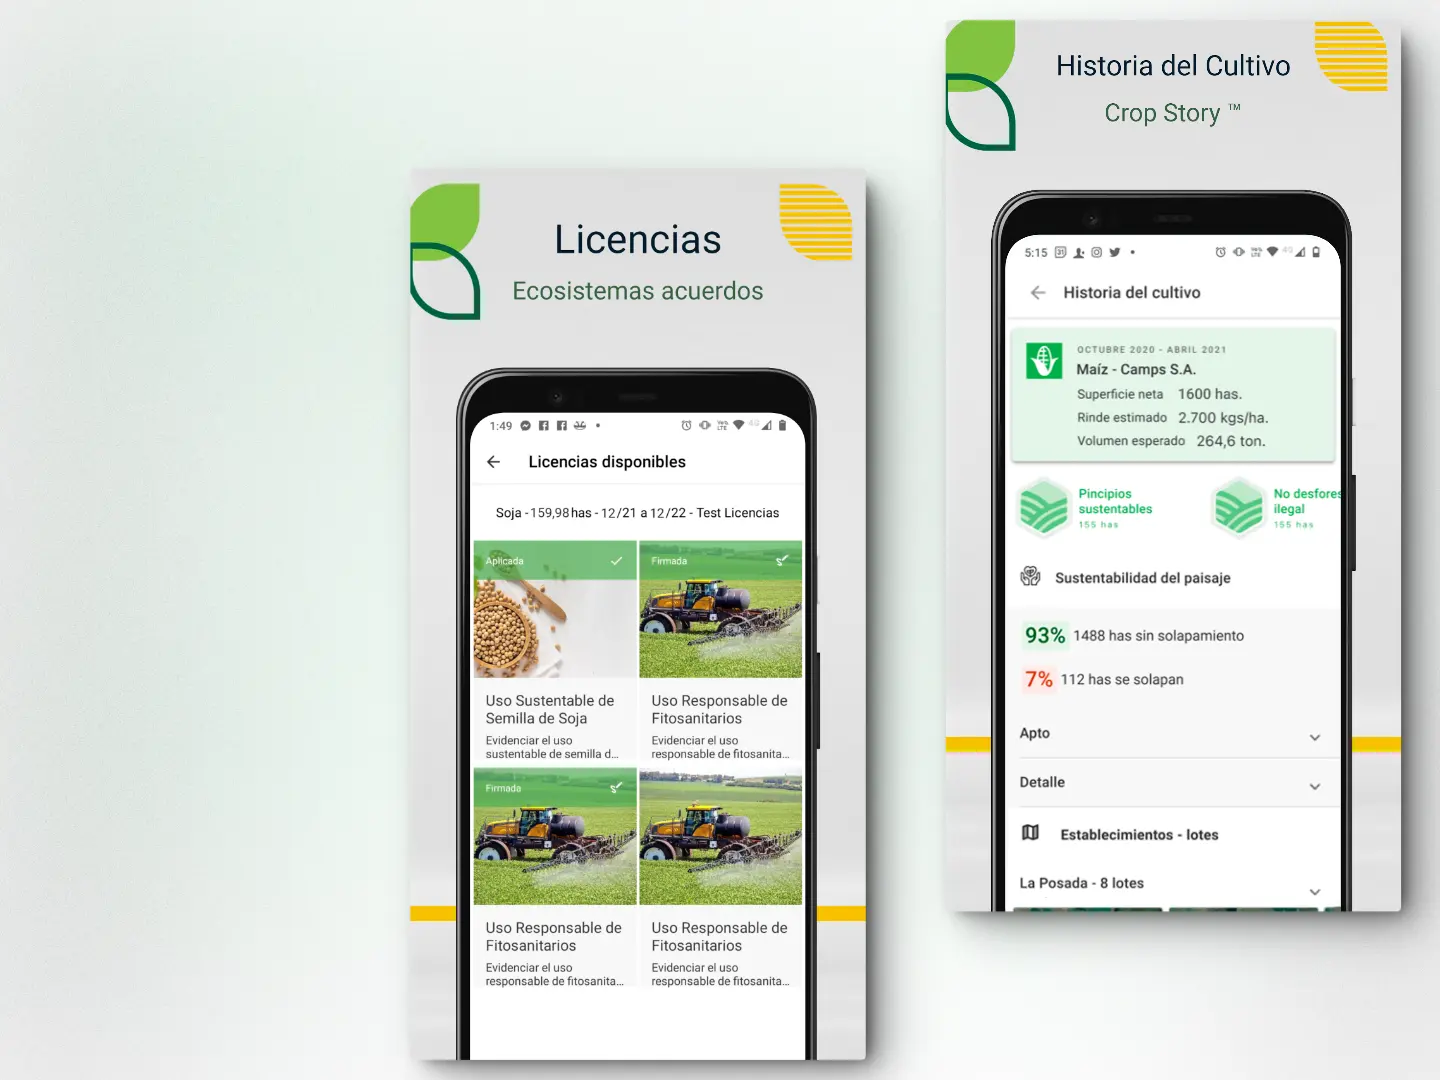 Licencias
Ecosistemas acuerdos
1:49
Licencias disponibles
Soja - 159,98 has - 12/21 a 12/22 - Test Licencias
Aplicada
Firmada
Uso Sustentable de
Semilla de Soja
Evidenciar el uso
sustentable de semilla d...
Uso Responsable de
Fitosanitarios
Evidenciar el uso
responsable de fitosanita...
Firmada
Uso Responsable de
Fitosanitarios
Evidenciar el uso
responsable de fitosanita...
Uso Responsable de
Fitosanitarios
Evidenciar el uso
responsable de fitosanita...
Historia del Cultivo
Crop Story ™
5:15
Historia del cultivo
OCTUBRE 2020 - ABRIL 2021
Maíz - Camps S.A.
Superficie neta 1600 has.
Rinde estimado 2.700 kgs/ha.
Volumen esperado 264,6 ton.
Pincipios
sustentables
155 has
No desfores
ilegal
155 has
Sustentabilidad del paisaje
93% 1488 has sin solapamiento
7% 112 has se solapan
Apto
Detalle
Establecimientos - lotes
La Posada - 8 lotes